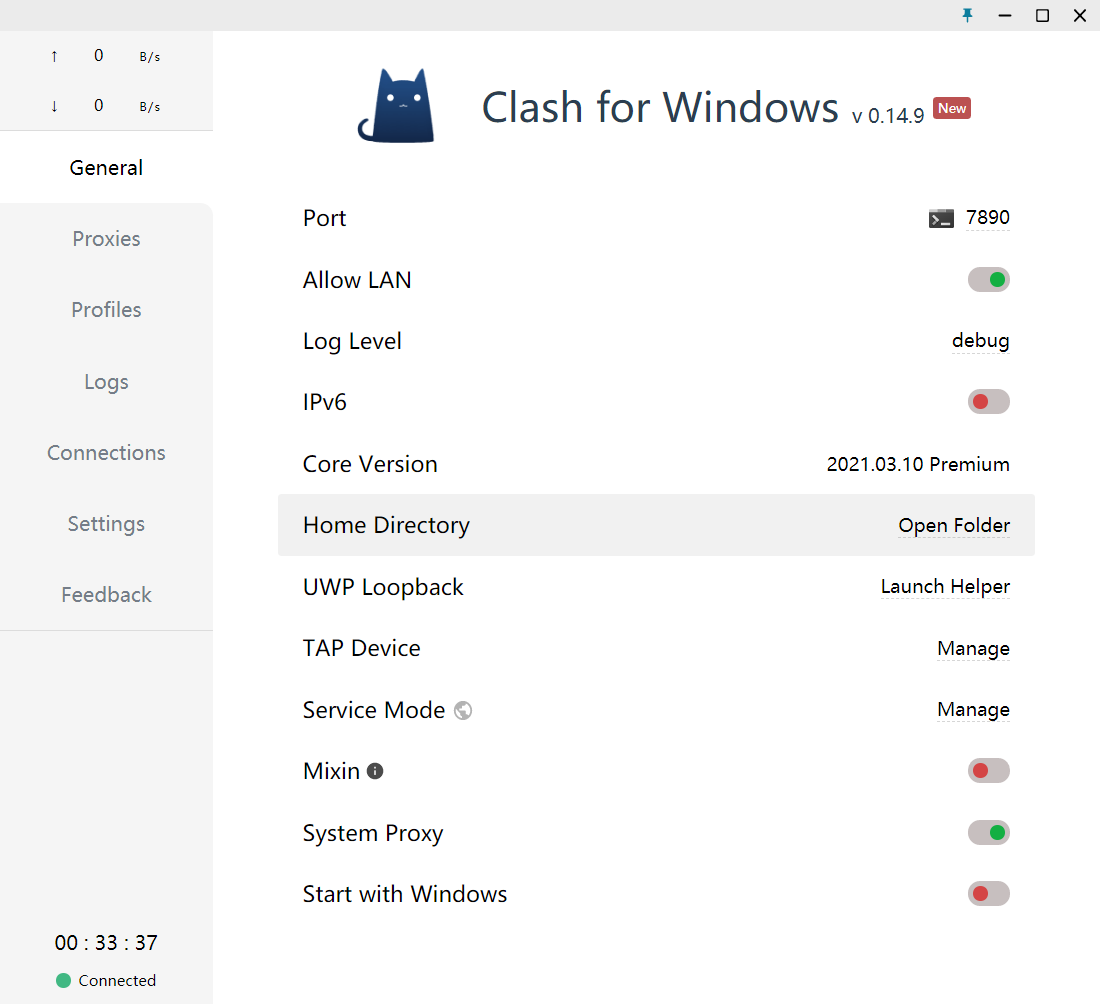 ↑ 0 B/s
↓ 0 B/s
General
Proxies
Profiles
Logs
Connections
Settings
Feedback
00 : 33 : 37
Connected
Clash for Windows v 0.14.9 New
Port 7890
Allow LAN
Log Level debug
IPv6
Core Version 2021.03.10 Premium
Home Directory Open Folder
UWP Loopback Launch Helper
TAP Device Manage
Service Mode Manage
Mixin
System Proxy
Start with Windows